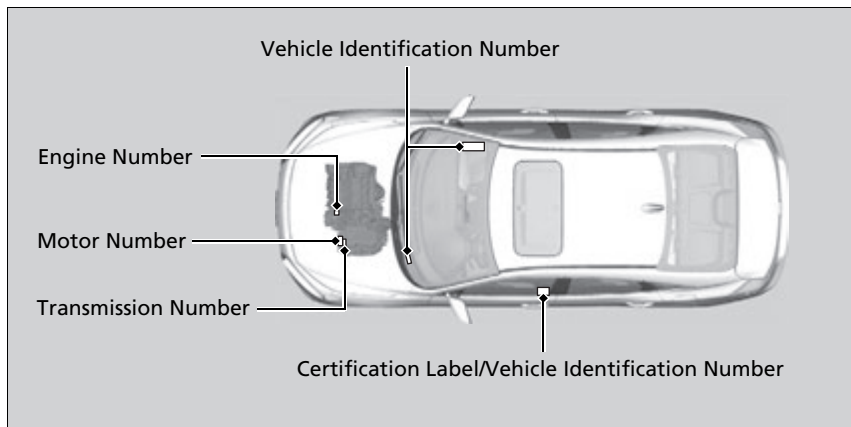 Vehicle Identification Number
Engine Number
Motor Number
Transmission Number
Certification Label/Vehicle Identification Number